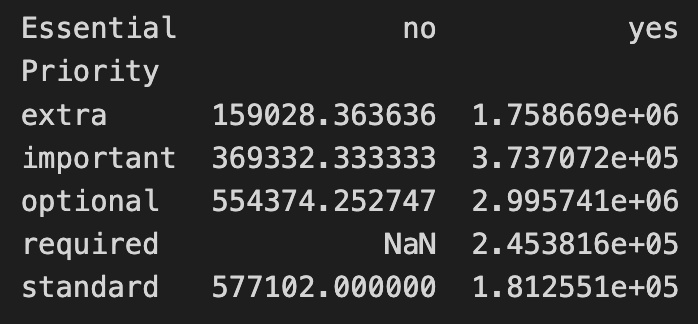 Essential no yes
Priority
extra 159028.363636 1.758669e+06
important 369332.333333 3.737072e+05
optional 554374.252747 2.995741e+06
required NaN 2.453816e+05
standard 577102.000000 1.812551e+05